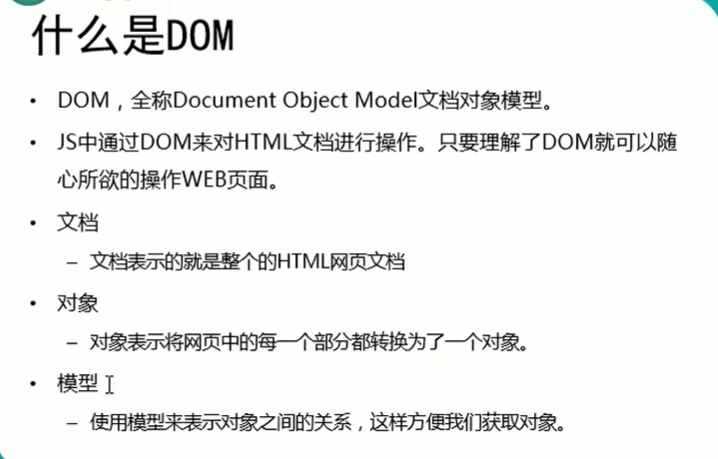 什么是DOM
• DOM，全称Document Object Model文档对象模型。
• JS中通过DOM来对HTML文档进行操作。只要理解了DOM就可以随
心所欲的操作WEB页面。
• 文档
– 文档表示的就是整个的HTML网页文档
• 对象
– 对象表示将网页中的每一个部分都转换为了一个对象。
• 模型
– 使用模型来表示对象之间的关系，这样方便我们获取对象。